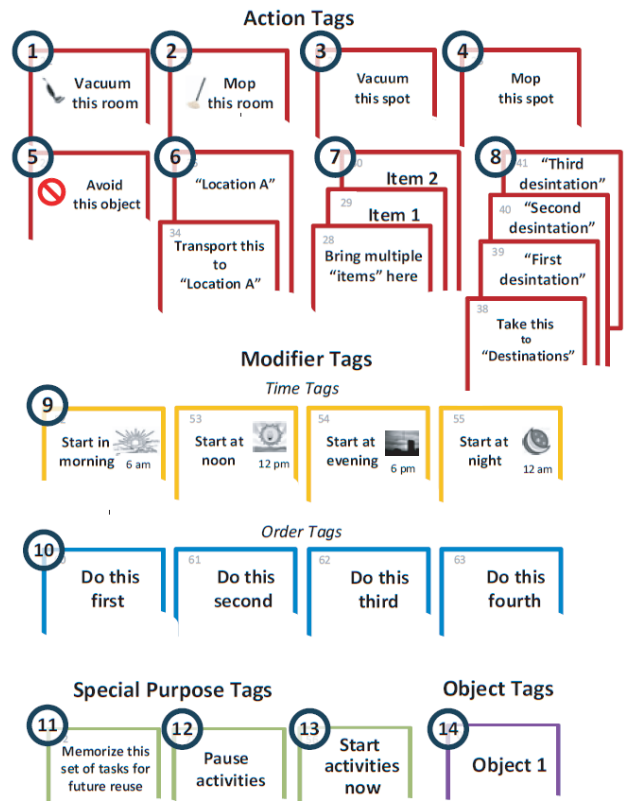 Action Tags
1
Vacuum
this room
2
Mop
this room
3
Vacuum
this spot
4
Mop
this spot
5
Avoid
this object
6
"Location A"
34
Transport this
to
"Location A"
7
Item 2
29
Item 1
28
Bring multiple
"items" here
8
41
"Third
desintation"
40
"Second
desintation"
39
"First
desintation"
38
Take this
to
"Destinations"
Modifier Tags
Time Tags
9
Start in
morning
6 am
53
Start at
noon
12 pm
54
Start at
evening
6 pm
55
Start at
night
12 am
Order Tags
10
Do this
first
61
Do this
second
62
Do this
third
63
Do this
fourth
Special Purpose Tags
11
Memorize this
set of tasks for
future reuse
12
Pause
activities
13
Start
activities
now
Object Tags
14
Object 1